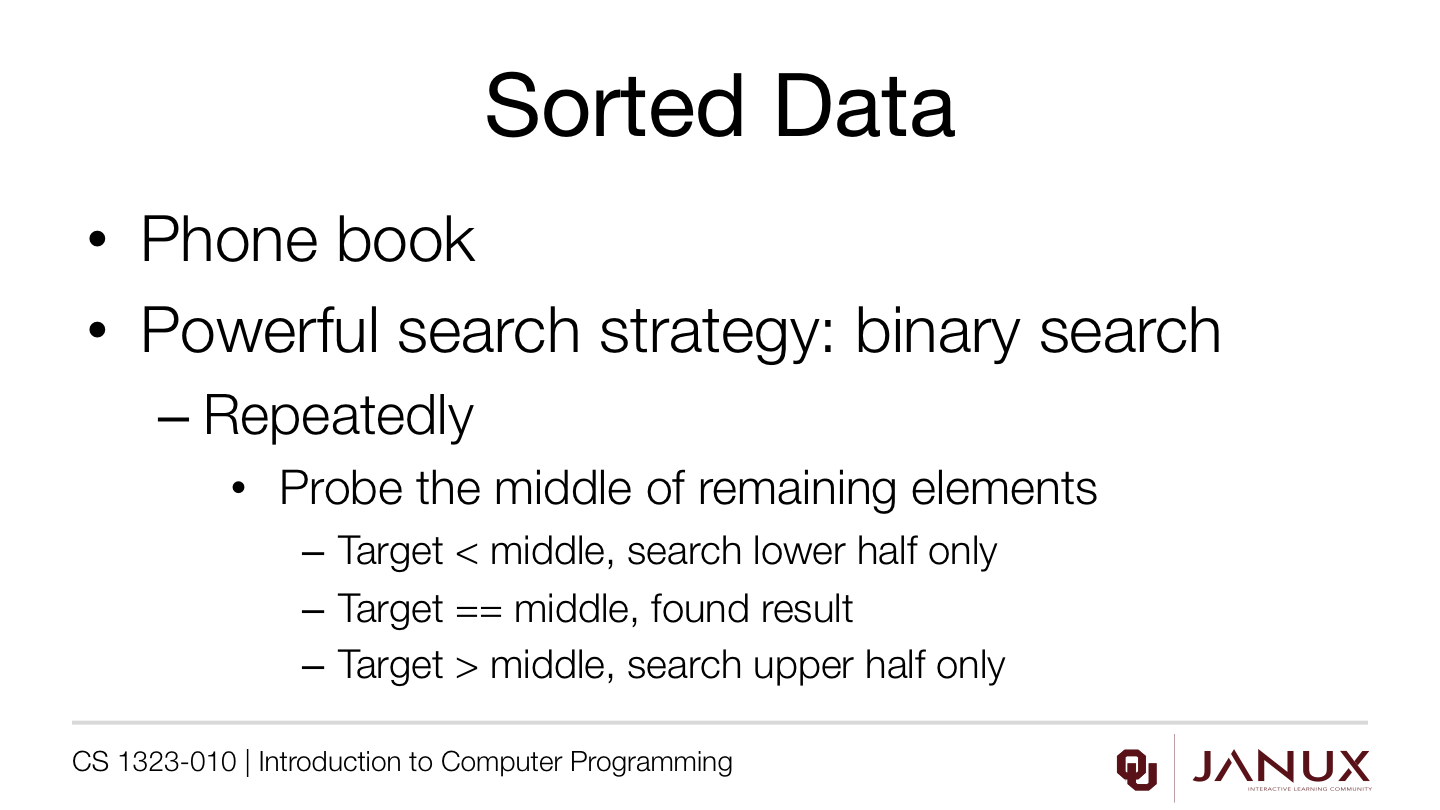 Sorted Data
• Phone book
• Powerful search strategy: binary search
– Repeatedly
• Probe the middle of remaining elements
– Target < middle, search lower half only
– Target == middle, found result
– Target > middle, search upper half only
CS 1323-010 | Introduction to Computer Programming
OU
JANUX
INTERACTIVE LEARNING COMMUNITY